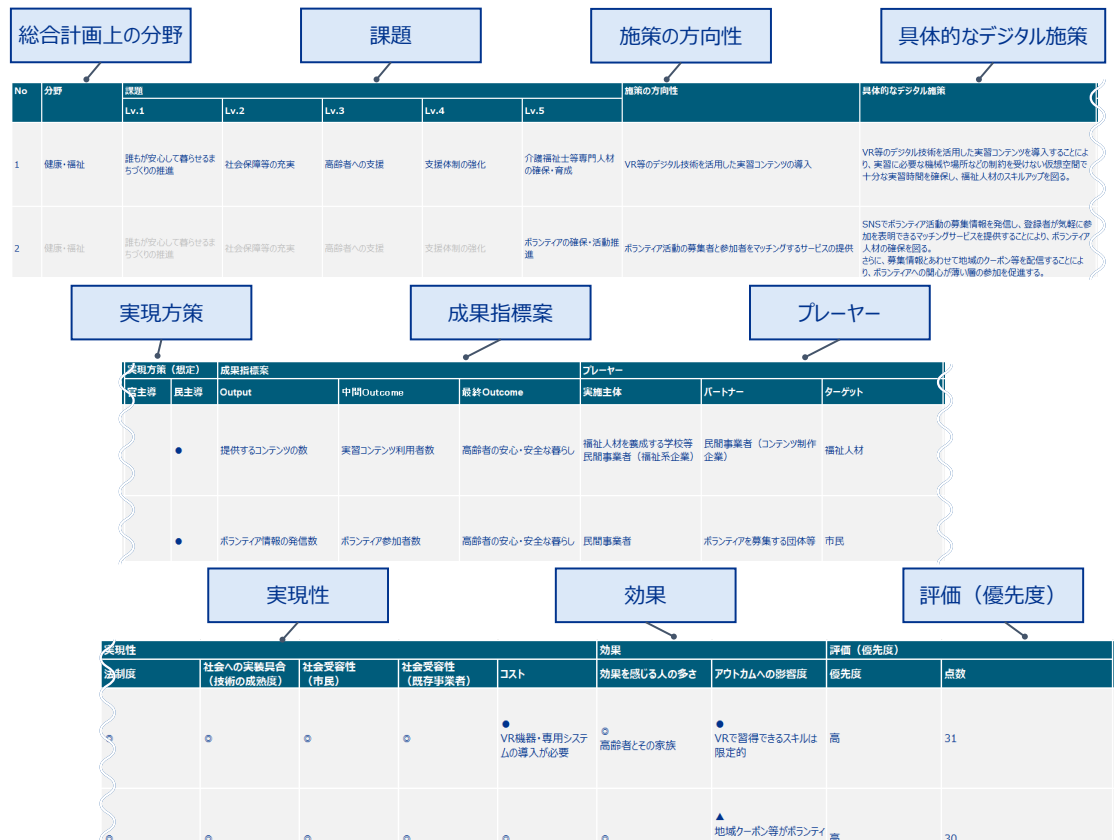 総合計画上の分野
課題
施策の方向性
具体的なデジタル施策
No
分野
課題
施策の方向性
具体的なデジタル施策
Lv.1
Lv.2
Lv.3
Lv.4
Lv.5
1
健康・福祉
誰もが安心して暮らせるま
ちづくりの推進
社会保障等の充実
高齢者への支援
支援体制の強化
介護福祉士等専門人材
の確保・育成
VR等のデジタル技術を活用した実習コンテンツの導入
VR等のデジタル技術を活用した実習コンテンツを導入することによ
り、実習に必要な機械や場所などの制約を受けない仮想空間で
十分な実習時間を確保し、福祉人材のスキルアップを図る。
2
健康・福祉
誰もが安心して暮らせるま
ちづくりの推進
社会保障等の充実
高齢者への支援
支援体制の強化
ボランティアの確保・活動推
進
ボランティア活動の募集者と参加者をマッチングするサービスの提供
SNSでボランティア活動の募集情報を発信し、登録者が気軽に参
加を表明できるマッチングサービスを提供することにより、ボランティア
人材の確保を図る。
さらに、募集情報とあわせて地域のクーポン等を配信することによ
り、ボランティアへの関心が薄い層の参加を促進する。
実現方策
成果指標案
プレーヤー
実現方策（想定）
成果指標案
プレーヤー
官主導
民主導
Output
中間Outcome
最終Outcome
実施主体
パートナー
ターゲット
●
提供するコンテンツの数
実習コンテンツ利用者数
高齢者の安心・安全な暮らし
福祉人材を養成する学校等
民間事業者（福祉系企業）
民間事業者（コンテンツ制作
企業）
福祉人材
●
ボランティア情報の発信数
ボランティア参加者数
高齢者の安心・安全な暮らし
民間事業者
ボランティアを募集する団体等
市民
実現性
効果
評価（優先度）
実現性
効果
評価（優先度）
法制度
社会への実装具合
（技術の成熟度）
社会受容性
（市民）
社会受容性
（既存事業者）
コスト
効果を感じる人の多さ
アウトカムへの影響度
優先度
点数
◎
◎
◎
◎
●
VR機器・専用システ
ムの導入が必要
◎
高齢者とその家族
●
VRで習得できるスキルは
限定的
高
31
◎
◎
◎
◎
◎
◎
▲
地域クーポン等がボランティ
高
30